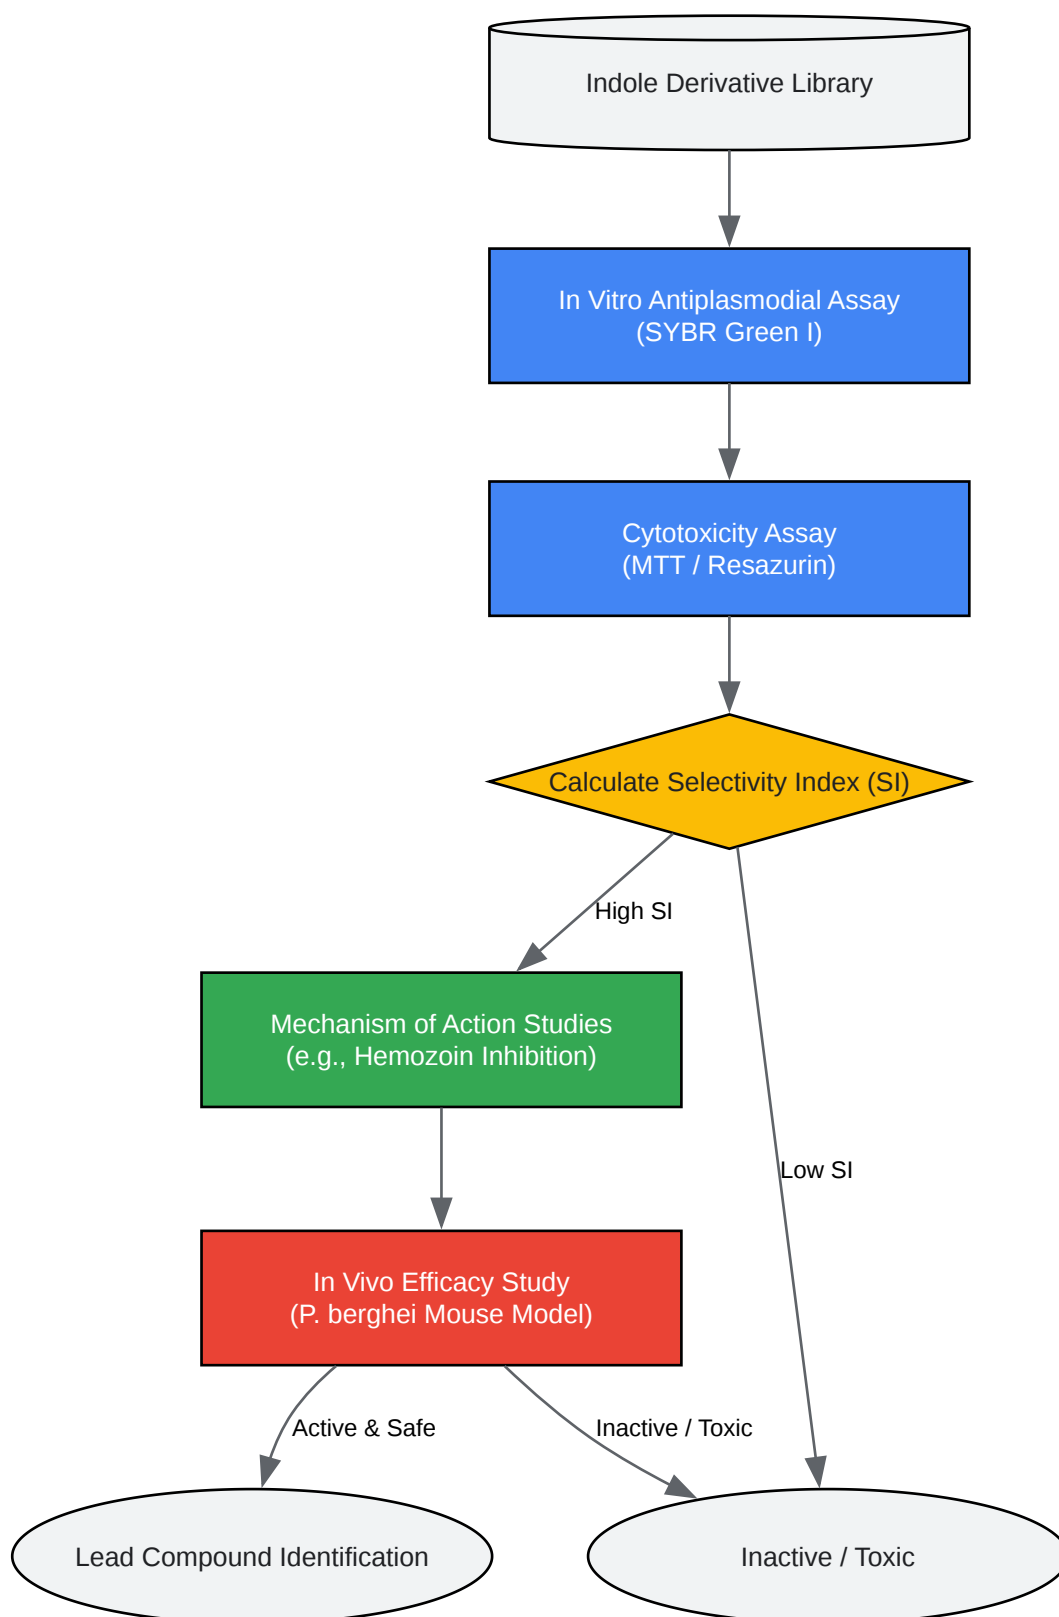 Indole Derivative Library
In Vitro Antiplasmodial Assay
(SYBR Green I)
Cytotoxicity Assay
(MTT / Resazurin)
Calculate Selectivity Index (SI)
High SI
Mechanism of Action Studies
(e.g., Hemozoin Inhibition)
Low SI
In Vivo Efficacy Study
(P. berghei Mouse Model)
Active & Safe
Inactive / Toxic
Lead Compound Identification
Inactive / Toxic